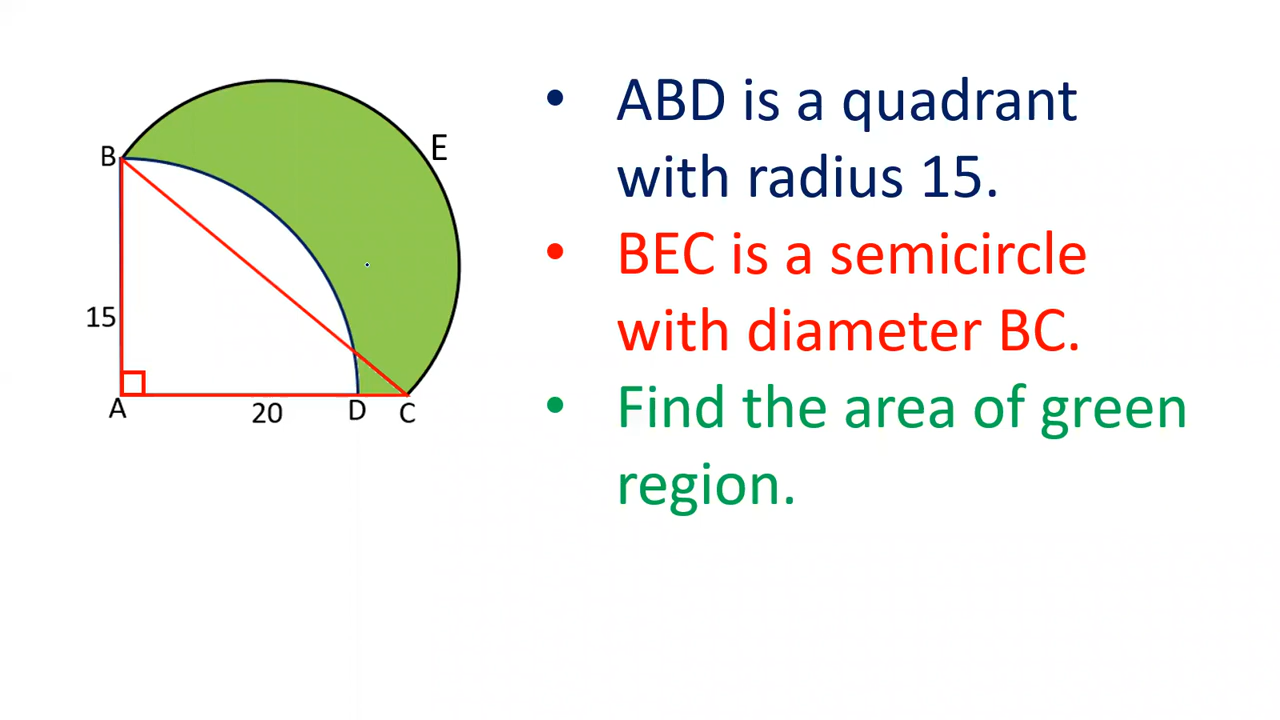 B
E
15
A
20
D
C
• ABD is a quadrant
with radius 15.
• BEC is a semicircle
with diameter BC.
• Find the area of green
region.